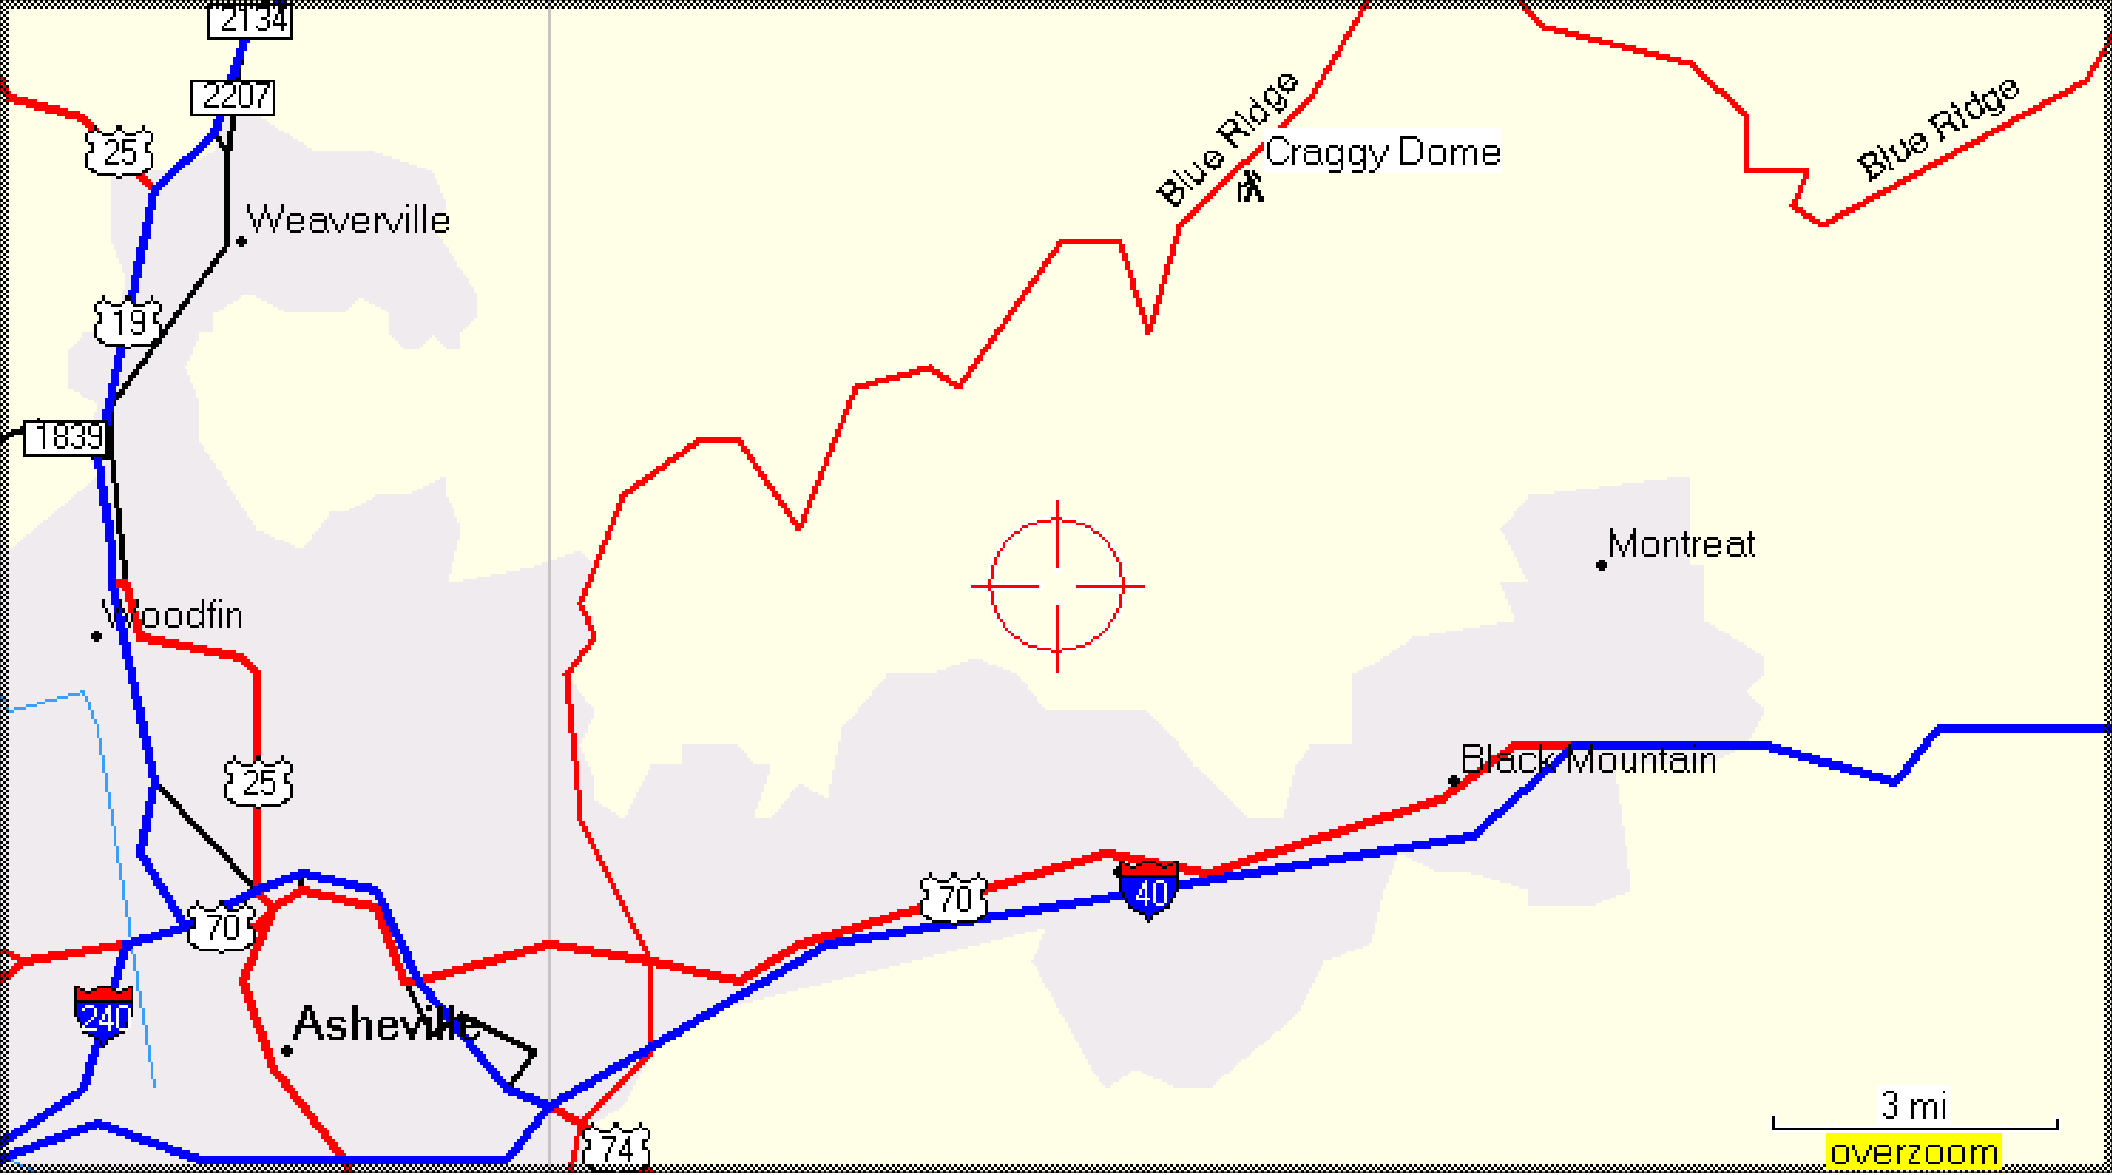 2134
2207
25
Blue Ridge
Blue Ridge
Craggy Dome
Weaverville
19
1839
Montreat
Woodfin
25
Black Mountain
70
40
70
240
Asheville
3 mi
74
overzoom